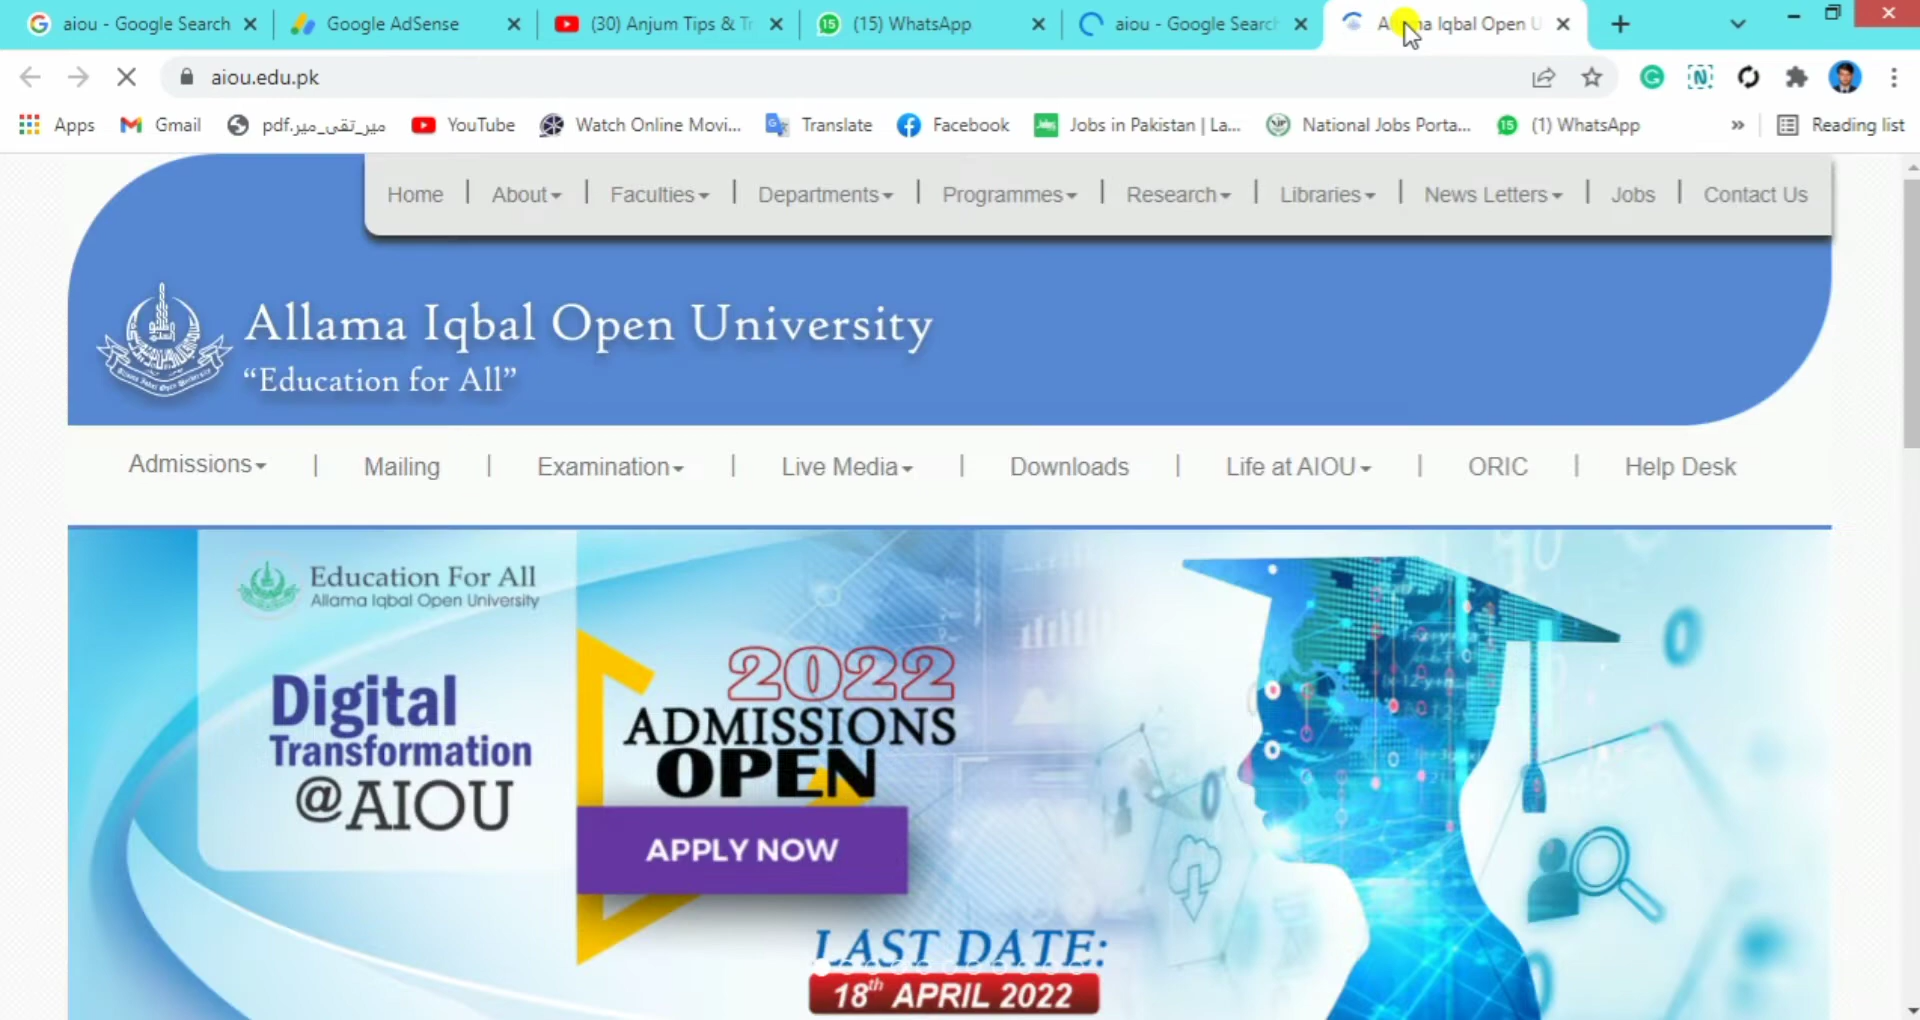 aiou - Google Search
Google AdSense
(30) Anjum Tips & Tr
(15) WhatsApp
aiou - Google Search
Iqbal Open U
aiou.edu.pk
Apps
Gmail
میر_تقی_میر.pdf
YouTube
Watch Online Movi...
Translate
Facebook
Jobs in Pakistan | La...
National Jobs Porta...
15
(1) WhatsApp
»
Reading list
Home | About | Faculties | Departments | Programmes | Research | Libraries | News Letters | Jobs | Contact Us
Allama Iqbal Open University
“Education for All”
Admissions | Mailing | Examination | Live Media | Downloads | Life at AIOU | ORIC | Help Desk
Education For All
Allama Iqbal Open University
Digital
Transformation
@AIOU
2022
ADMISSIONS
OPEN
APPLY NOW
LAST DATE:
18th APRIL 2022